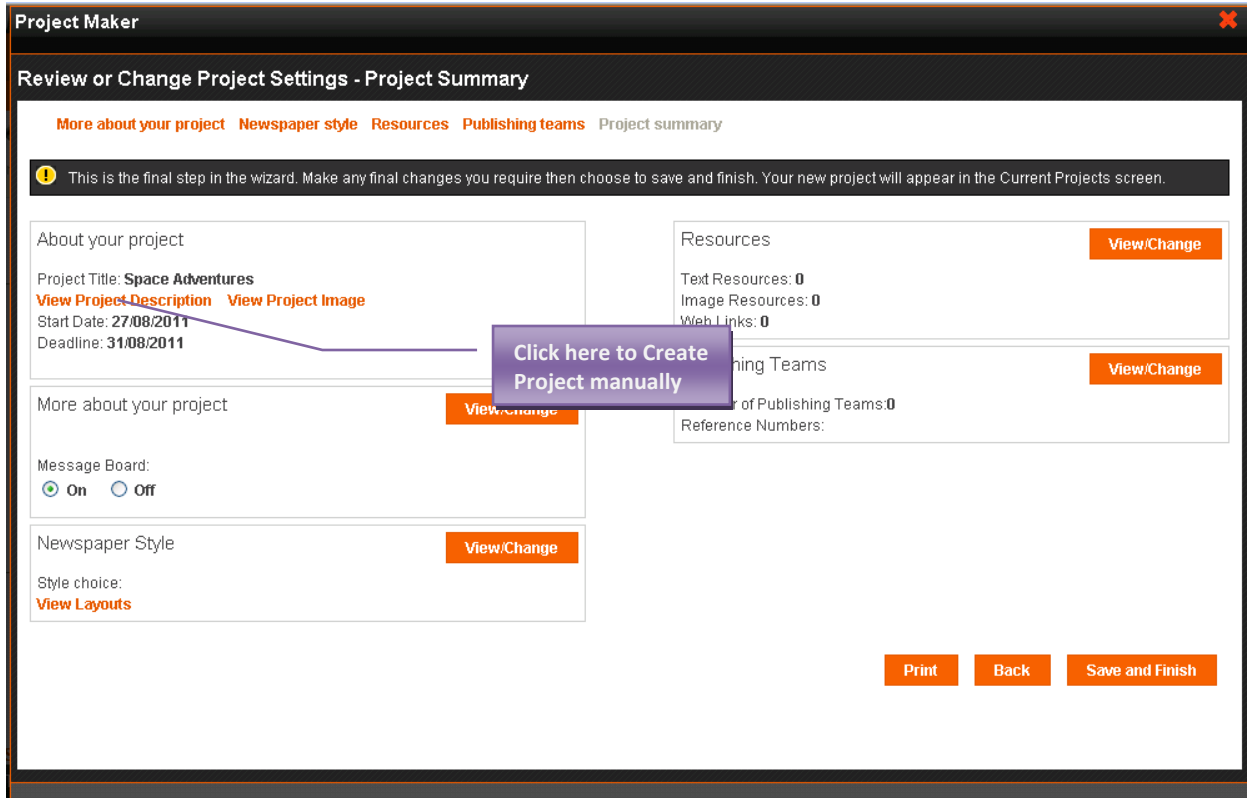 Project Maker
Review or Change Project Settings - Project Summary
More about your project Newspaper style Resources Publishing teams Project summary
This is the final step in the wizard. Make any final changes you require then choose to save and finish. Your new project will appear in the Current Projects screen.
About your project
Project Title: Space Adventures
View Project Description View Project Image
Start Date: 27/08/2011
Deadline: 31/08/2011
More about your project
View/Change
Message Board:
On Off
Newspaper Style
View/Change
Style choice:
View Layouts
Click here to Create
Project manually
Resources
View/Change
Text Resources: 0
Image Resources: 0
Web Links: 0
Teams
View/Change
of Publishing Teams:0
Reference Numbers:
Print Back Save and Finish